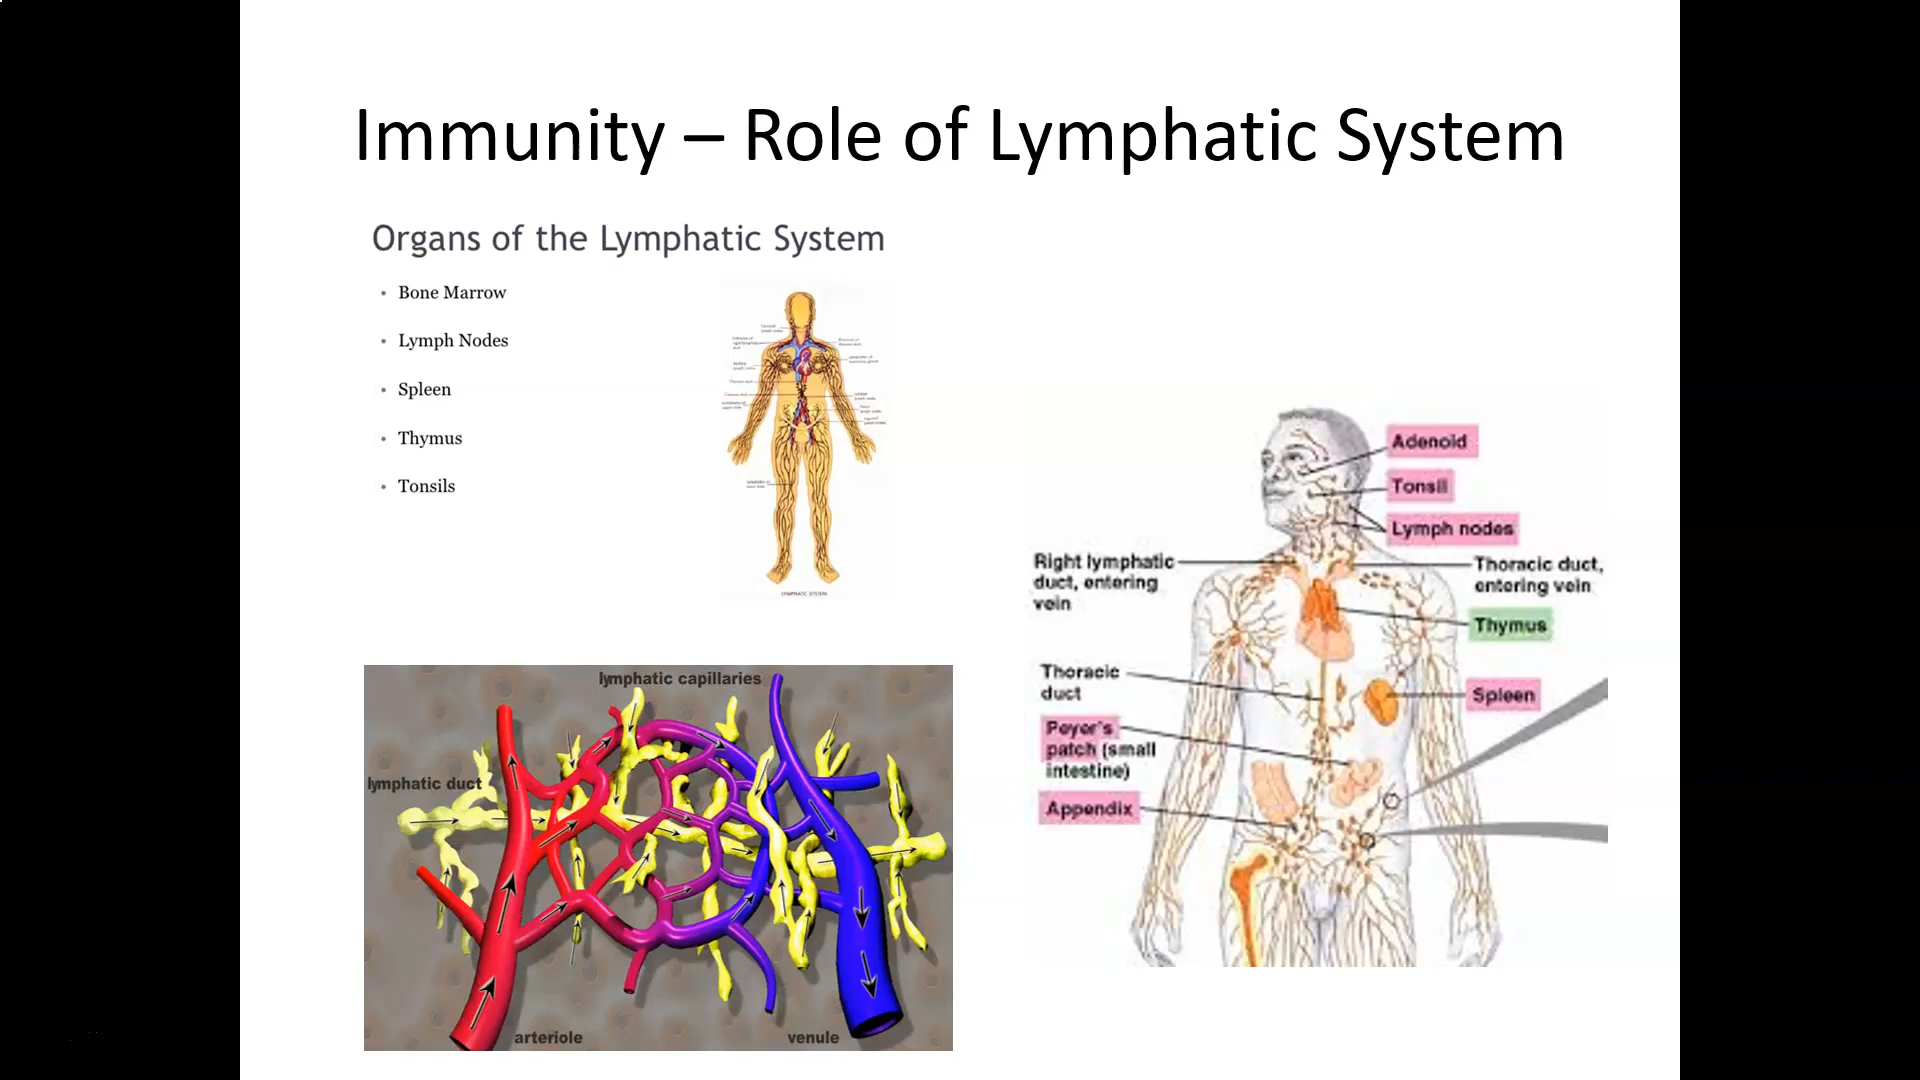 Immunity – Role of Lymphatic System
Organs of the Lymphatic System
• Bone Marrow
• Lymph Nodes
• Spleen
• Thymus
• Tonsils
LYMPHATIC SYSTEM
lymphatic capillaries
lymphatic duct
arteriole
venule
Adenoid
Tonsil
Lymph nodes
Right lymphatic
duct, entering
vein
Thoracic duct,
entering vein
Thymus
Thoracic
duct
Spleen
Peyer's
patch (small
intestine)
Appendix